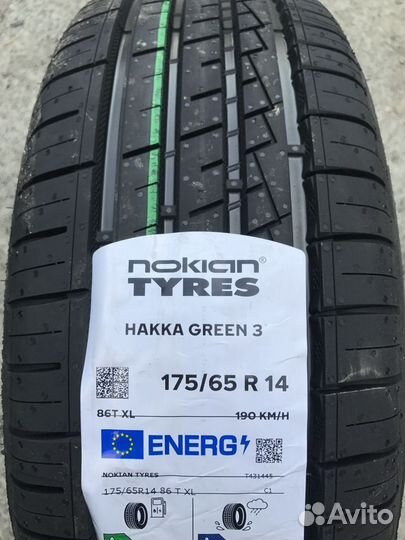 nokian®
TYRES
HAKKA GREEN 3
175/65 R 14
86T XL 190 KM/H
ENERG
NOKIAN TYRES T431445
175/65R14 86 T XL C1
Avito